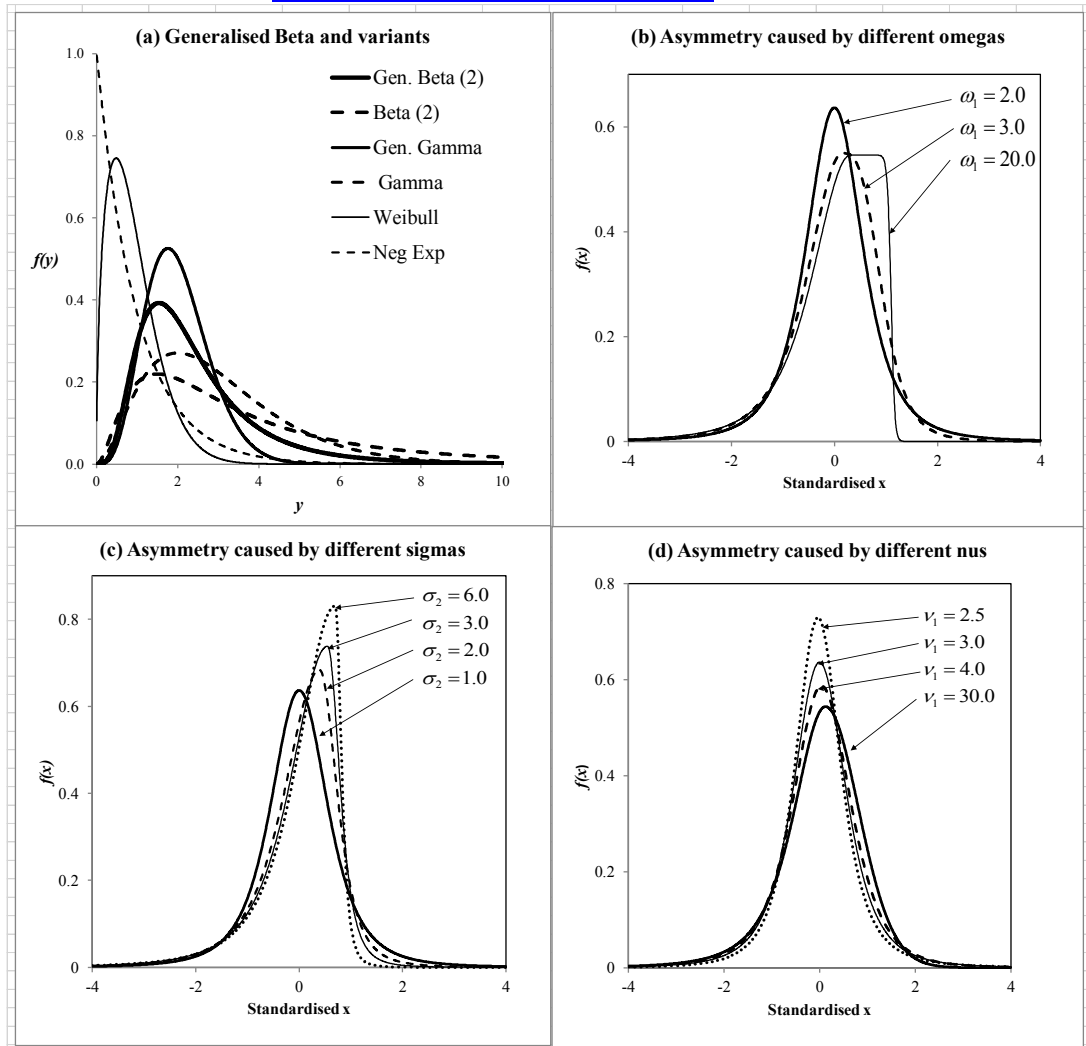 (a) Generalised Beta and variants
1.0
0.8
0.6
0.4
0.2
0.0
f(y)
Gen. Beta (2)
Beta (2)
Gen. Gamma
Gamma
Weibull
Neg Exp
0 2 4 6 8 10
y
(b) Asymmetry caused by different omegas
0.6
0.4
0.2
0
f(x)
ω₁ = 2.0
ω₁ = 3.0
ω₁ = 20.0
-4 -2 0 2 4
Standardised x
(c) Asymmetry caused by different sigmas
0.8
0.6
0.4
0.2
0
f(x)
σ₂ = 6.0
σ₂ = 3.0
σ₂ = 2.0
σ₂ = 1.0
-4 -2 0 2 4
Standardised x
(d) Asymmetry caused by different nus
0.8
0.6
0.4
0.2
0
f(x)
ν₁ = 2.5
ν₁ = 3.0
ν₁ = 4.0
ν₁ = 30.0
-4 -2 0 2 4
Standardised x